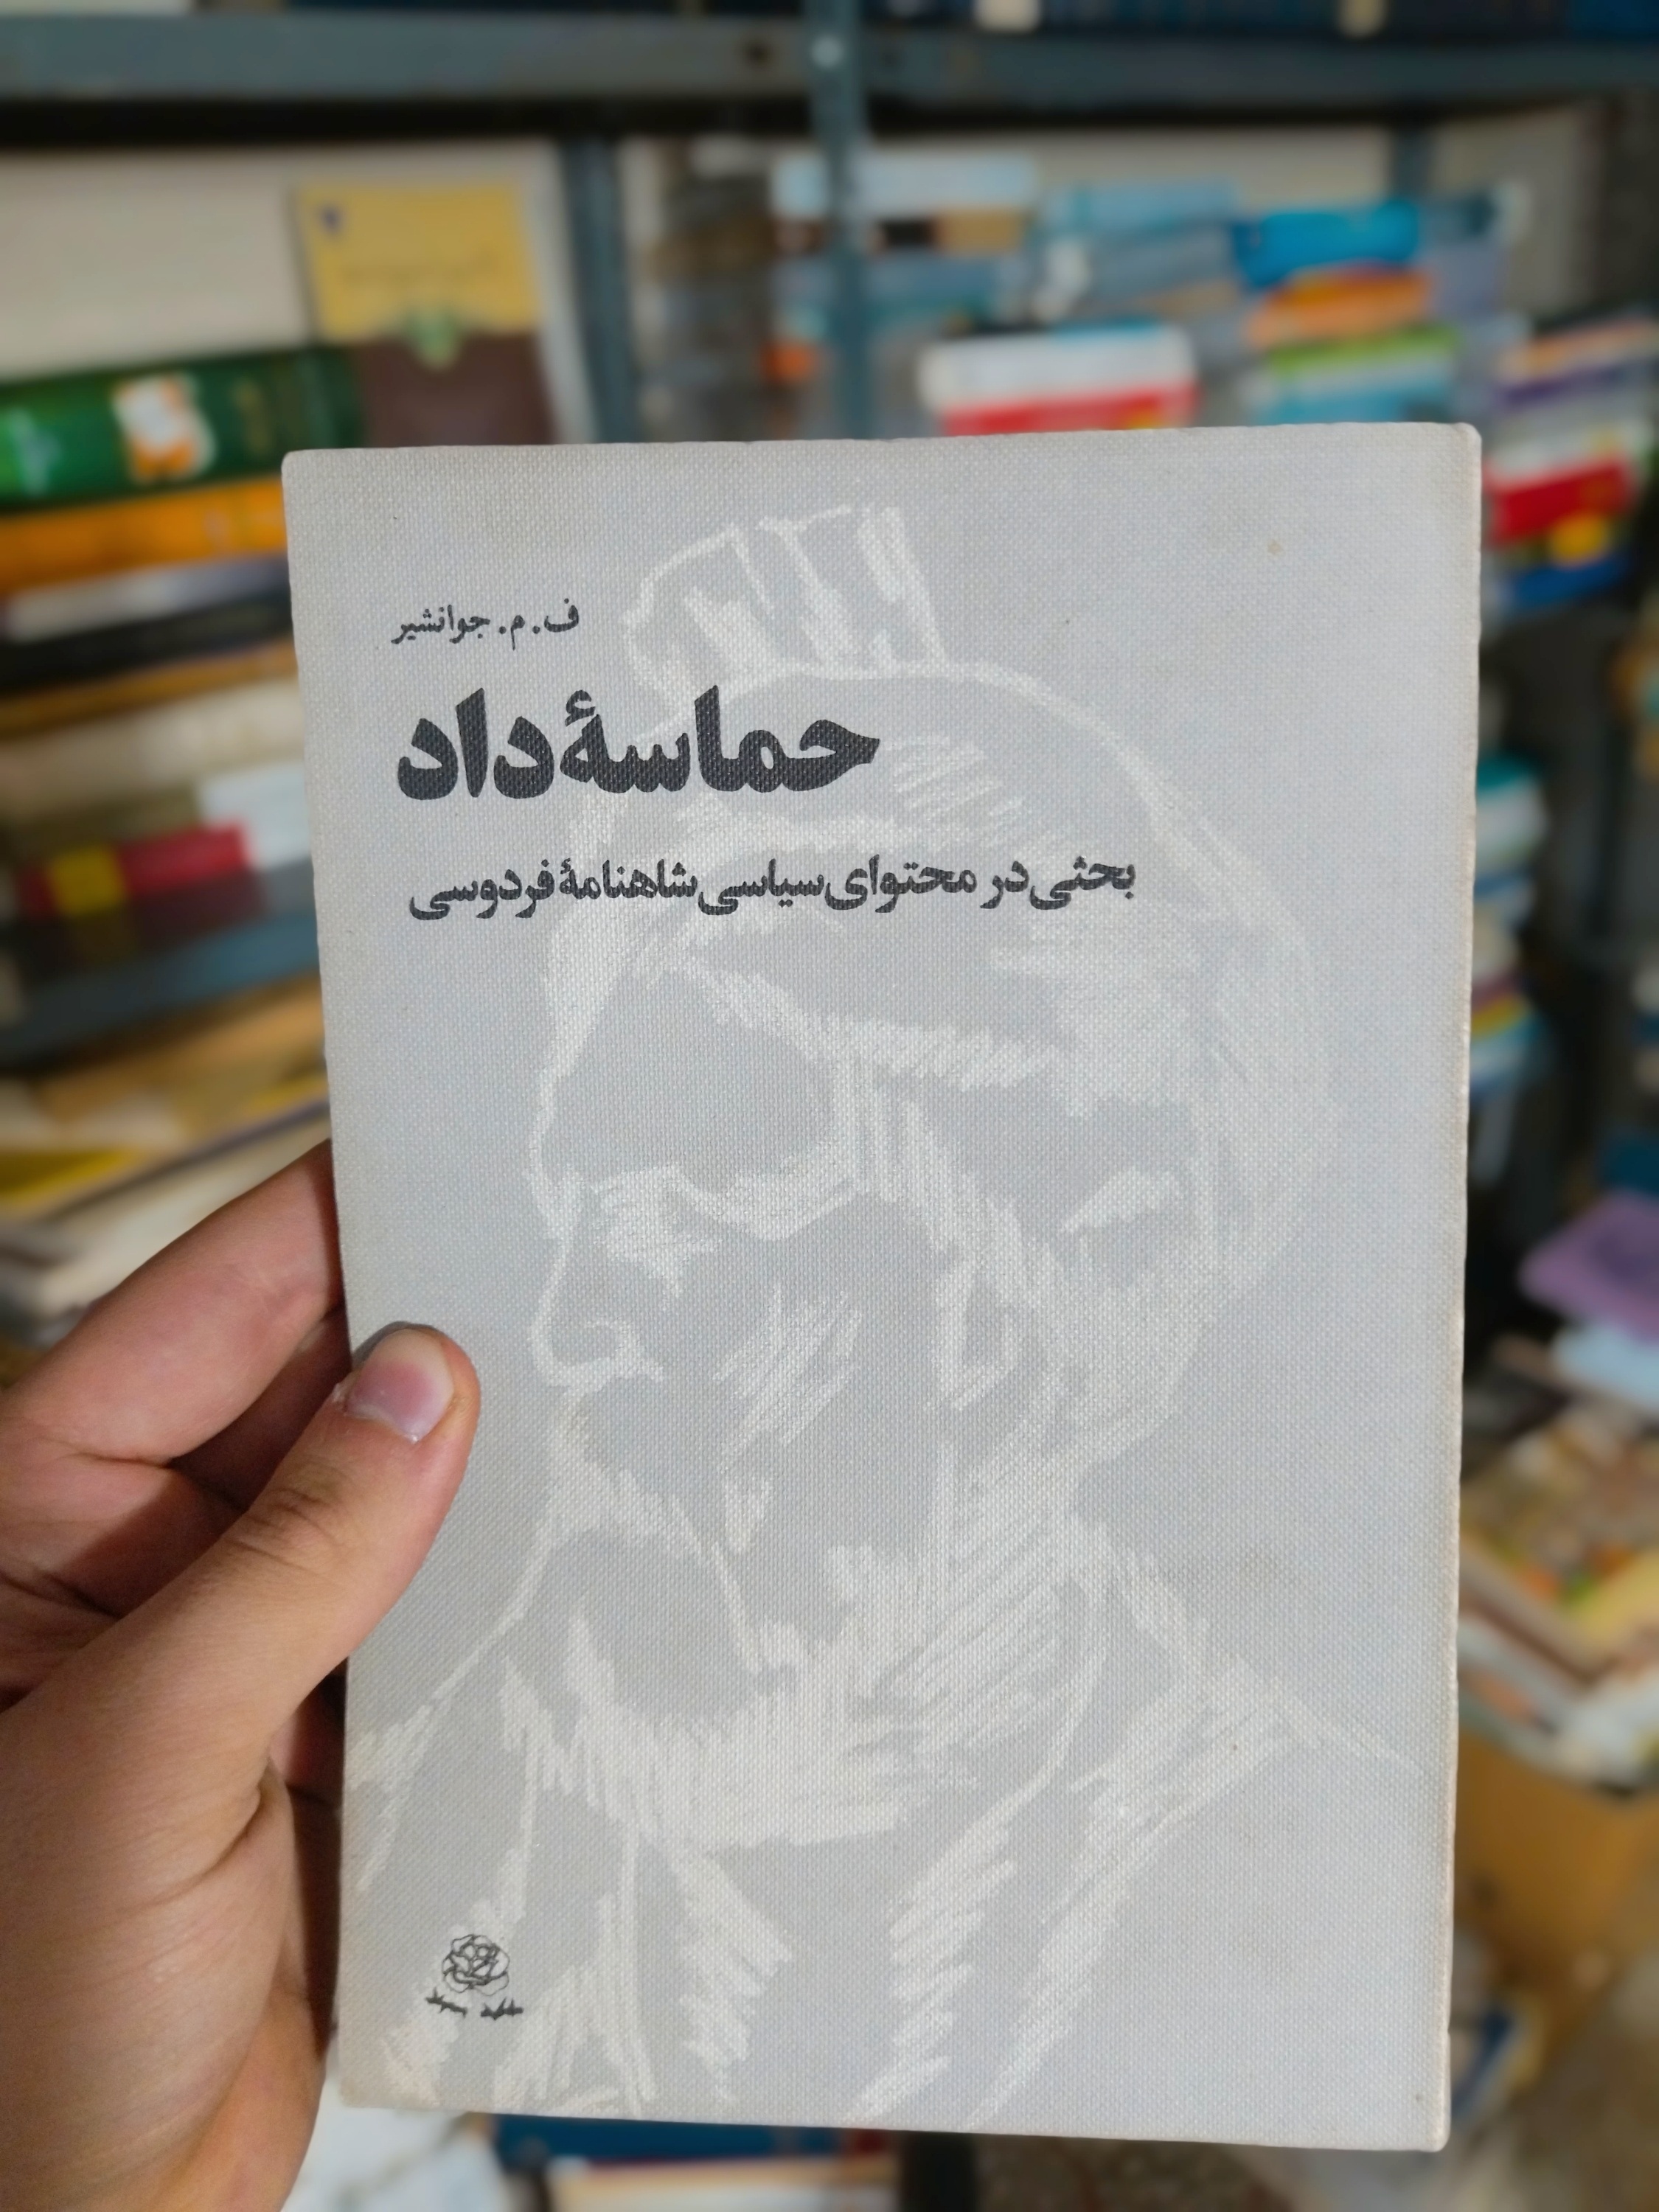 ف. م. جوانشیر
حماسهٔ داد
بحثی در محتوای سیاسی شاهنامهٔ فردوسی